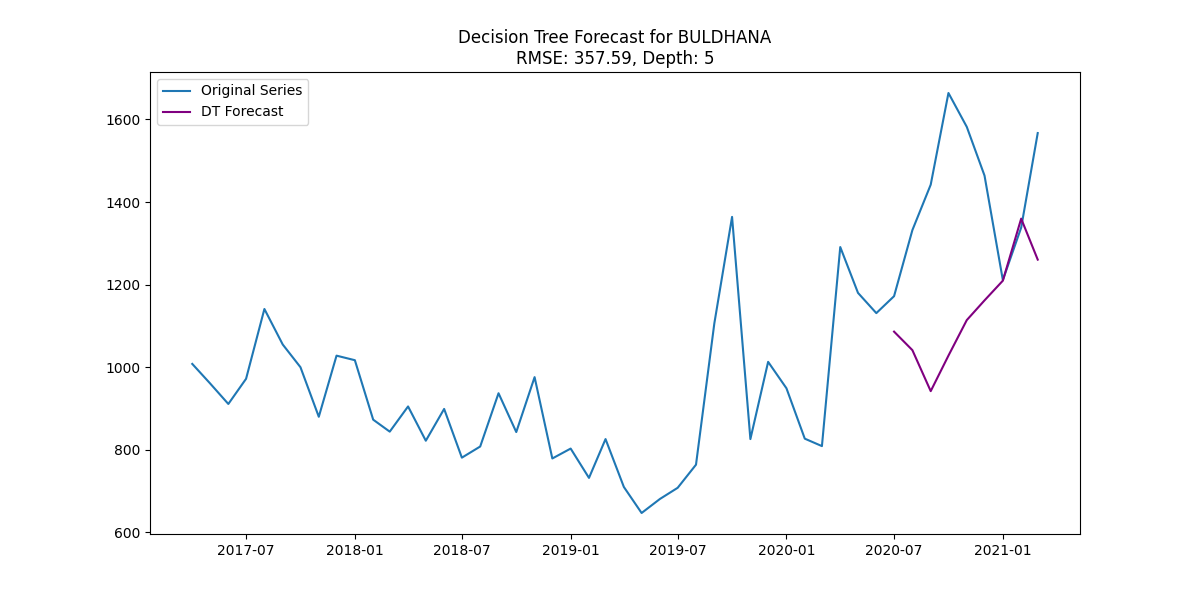 Decision Tree Forecast for BULDHANA
RMSE: 357.59, Depth: 5
Original Series
DT Forecast
1600
1400
1200
1000
800
600
2017-07 2018-01 2018-07 2019-01 2019-07 2020-01 2020-07 2021-01